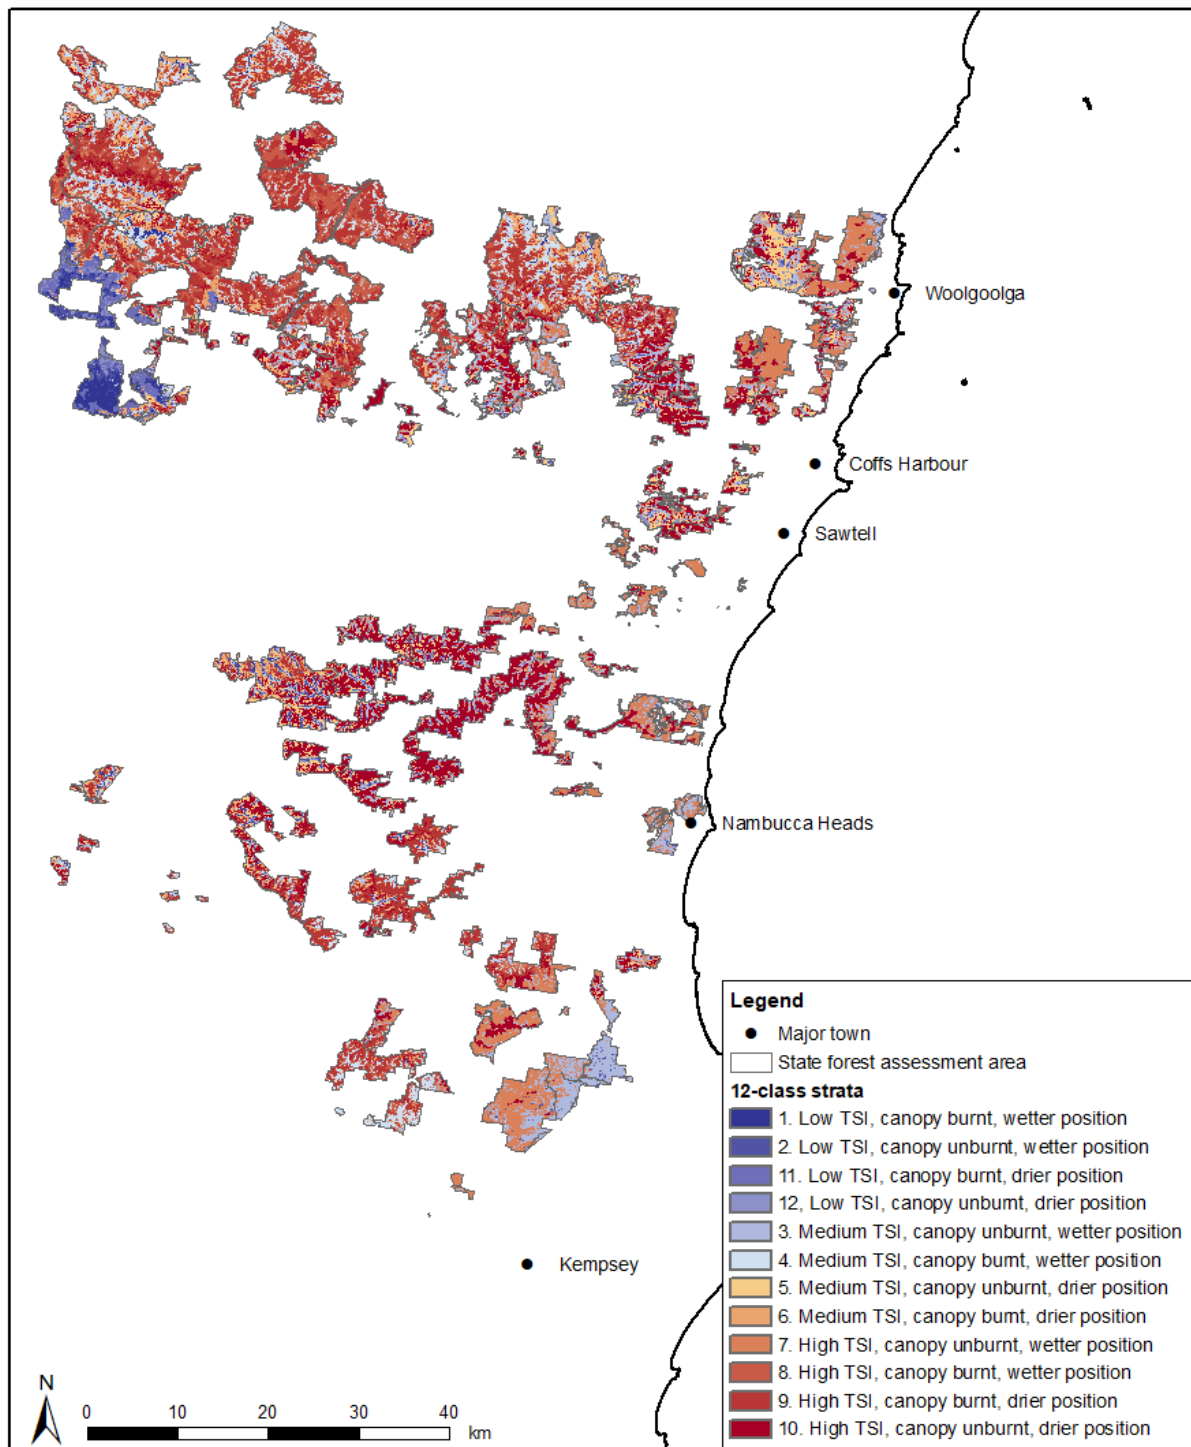 Woolgoolga
Coffs Harbour
Sawtell
Nambucca Heads
Kempsey
N
0 10 20 30 40
km
Legend
Major town
State forest assessment area
12-class strata
1. Low TSI, canopy burnt, wetter position
2. Low TSI, canopy unburnt, wetter position
11. Low TSI, canopy burnt, drier position
12, Low TSI, canopy unburnt, drier position
3. Medium TSI, canopy unburnt, wetter position
4. Medium TSI, canopy burnt, wetter position
5. Medium TSI, canopy unburnt, drier position
6. Medium TSI, canopy burnt, drier position
7. High TSI, canopy unburnt, wetter position
8. High TSI, canopy burnt, wetter position
9. High TSI, canopy burnt, drier position
10. High TSI, canopy unburnt, drier position